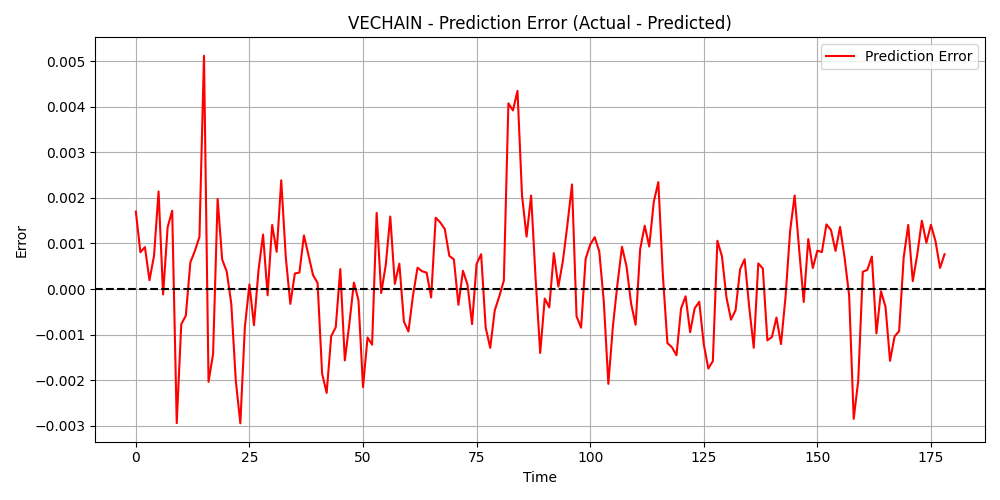 VECHAIN - Prediction Error (Actual - Predicted)
Prediction Error
Error
0.005
0.004
0.003
0.002
0.001
0.000
−0.001
−0.002
−0.003
0 25 50 75 100 125 150 175
Time